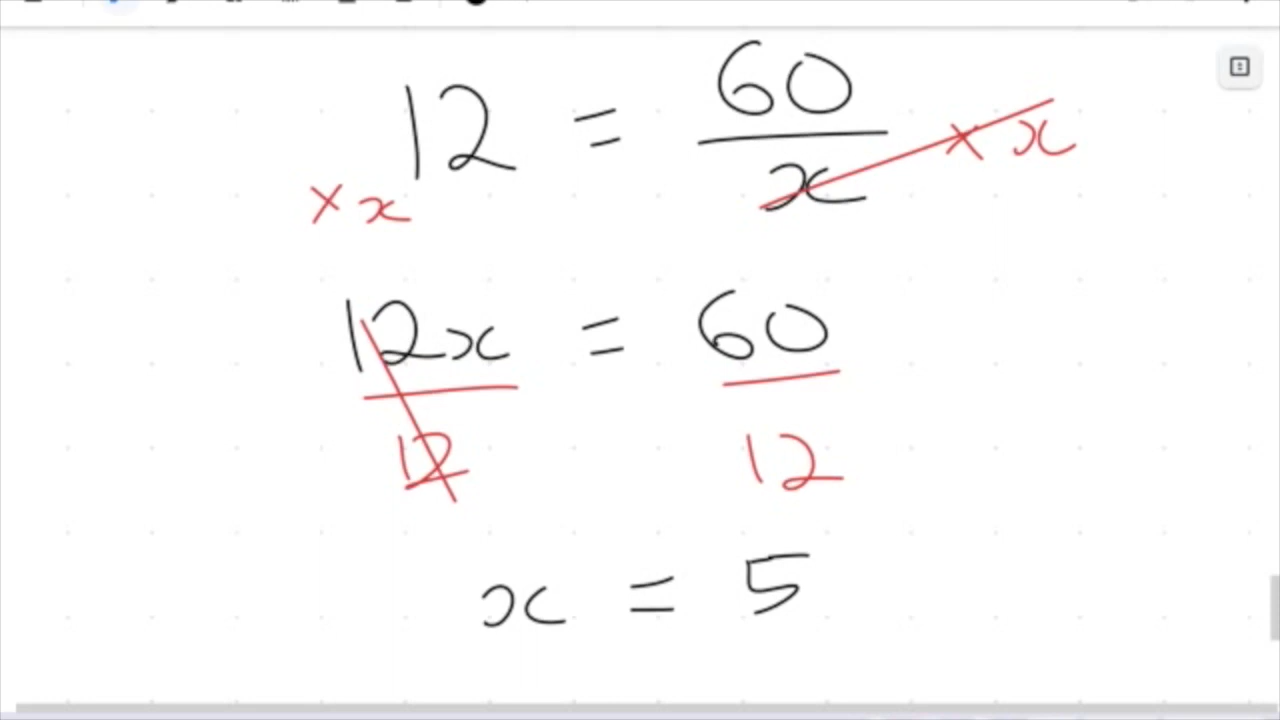 12 = 60/x × x
× x
12x = 60
12 12
x = 5